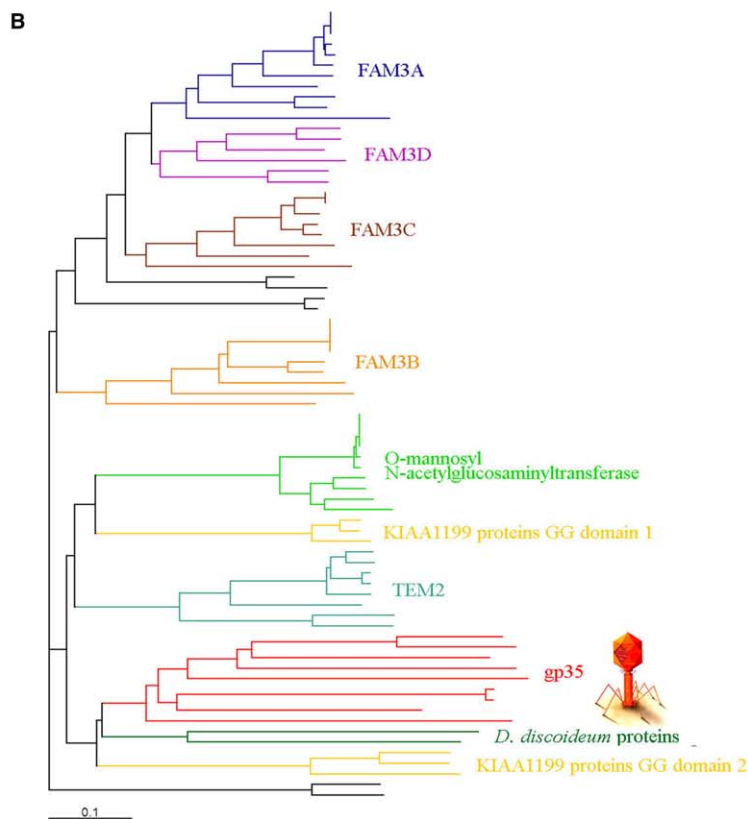 B
FAM3A
FAM3D
FAM3C
FAM3B
O-mannosyl
N-acetylglucosaminyltransferase
KIAA1199 proteins GG domain 1
TEM2
gp35
D. discoideum proteins
KIAA1199 proteins GG domain 2
0.1